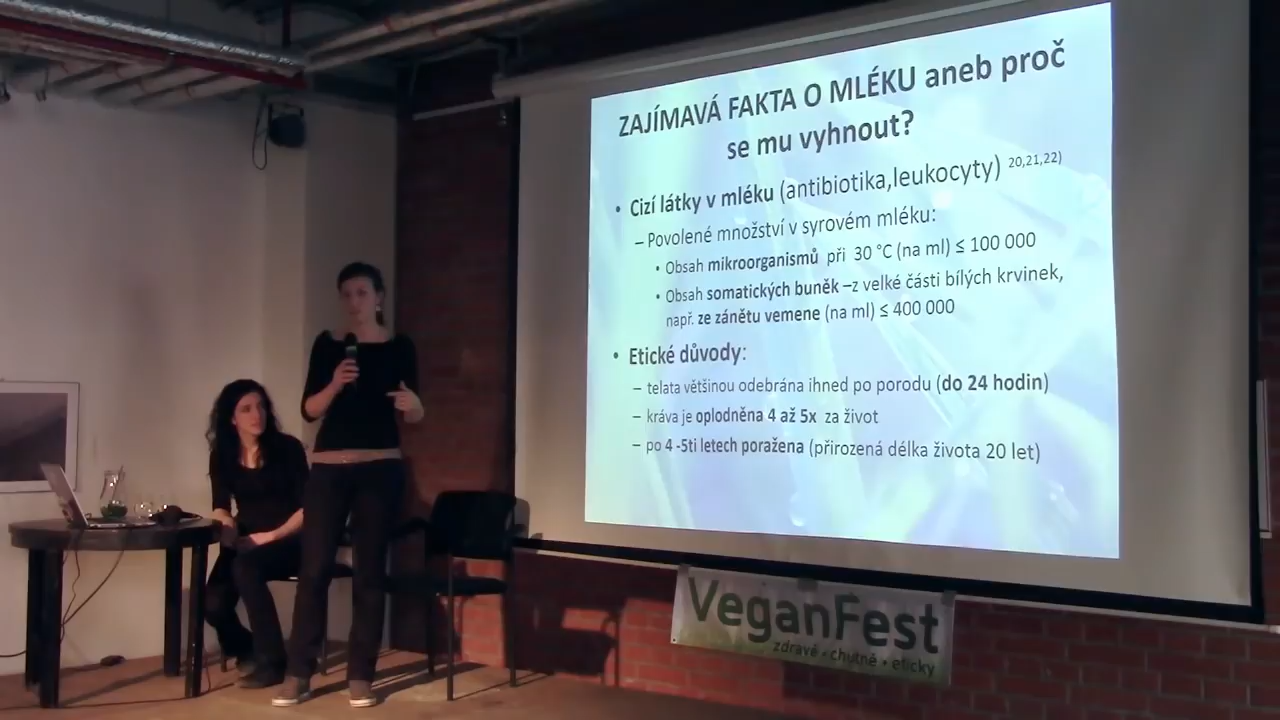 ZAJÍMAVÁ FAKTA O MLÉKU aneb proč
se mu vyhnout?
• Cizí látky v mléku (antibiotika,leukocyty) 20,21,22)
– Povolené množství v syrovém mléku:
• Obsah mikroorganismů při 30 °C (na ml) ≤ 100 000
• Obsah somatických buněk –z velké části bílých krvinek,
např. ze zánětu vemene (na ml) ≤ 400 000
• Etické důvody:
– telata většinou odebrána ihned po porodu (do 24 hodin)
– kráva je oplodněna 4 až 5x za život
– po 4 -5ti letech poražena (přirozená délka života 20 let)
VeganFest
zdravě • chutně • eticky